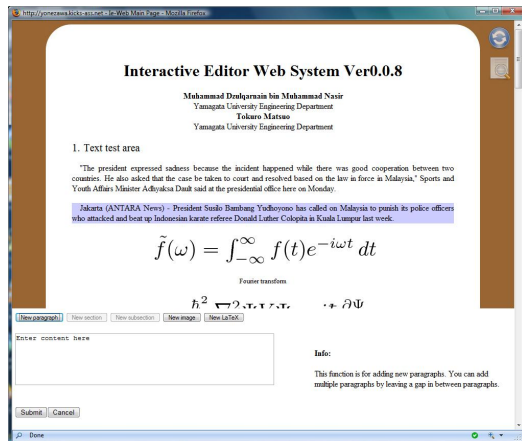 http://yonezawa.kicks-ass.net - Ie-Web Main Page - Mozilla Firefox
Interactive Editor Web System Ver0.0.8
Muhammad Dzulqarnain bin Muhammad Nasir
Yamagata University Engineering Department
Tokuro Matsuo
Yamagata University Engineering Department
1. Text test area
"The president expressed sadness because the incident happened while there was good cooperation between two
countries. He also asked that the case be taken to court and resolved based on the law in force in Malaysia," Sports and
Youth Affairs Minister Adhyaksa Dault said at the presidential office here on Monday.
Jakarta (ANTARA News) - President Susilo Bambang Yudhoyono has called on Malaysia to punish its police officers
who attacked and beat up Indonesian karate referee Donald Luther Colopita in Kuala Lumpur last week.
f̃(ω) = ∫_{-∞}^{∞} f(t)e^{-iωt} dt
Fourier transform
New paragraph New section New subsection New image New LaTeX
Enter content here
Info:
This function is for adding new paragraphs. You can add
multiple paragraphs by leaving a gap in between paragraphs.
Submit Cancel
Done